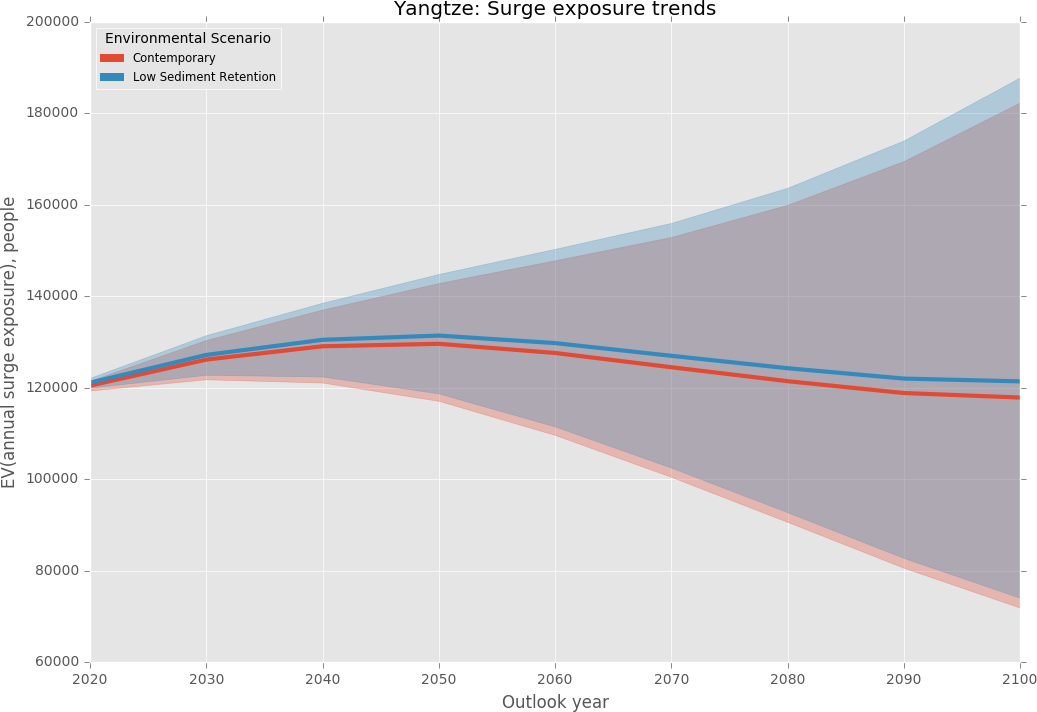 Yangtze: Surge exposure trends
200000
180000
160000
140000
120000
100000
80000
60000
EV(annual surge exposure), people
Environmental Scenario
Contemporary
Low Sediment Retention
2020 2030 2040 2050 2060 2070 2080 2090 2100
Outlook year